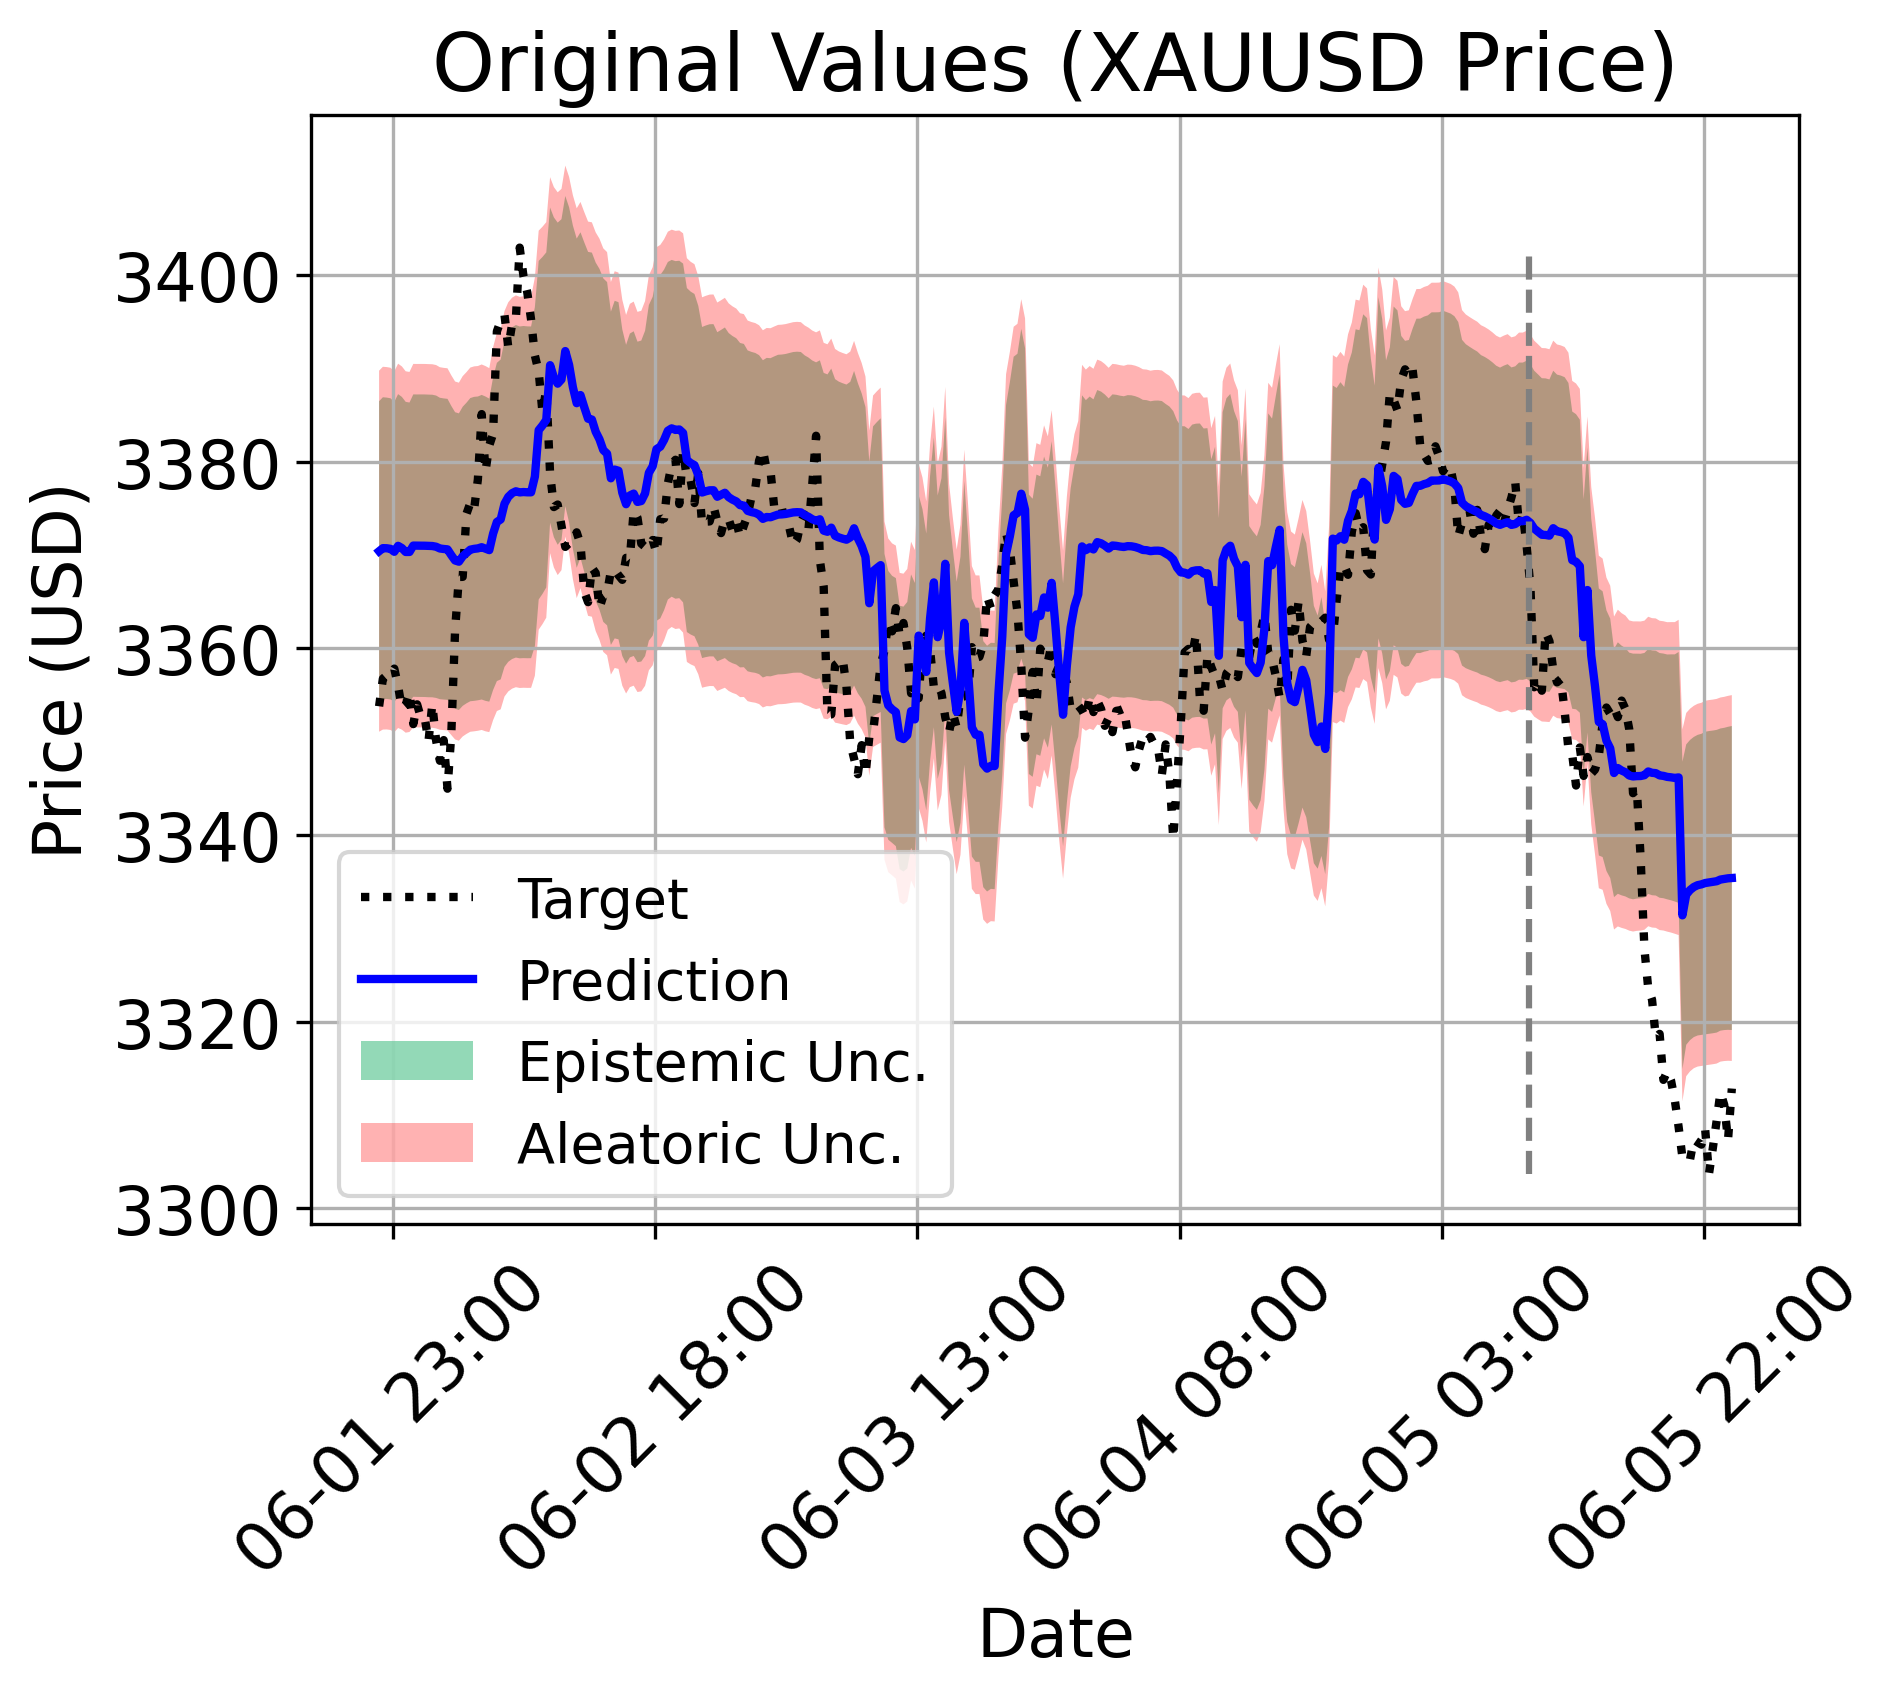 Original Values (XAUUSD Price)
Price (USD)
3400
3380
3360
3340
3320
3300
Target
Prediction
Epistemic Unc.
Aleatoric Unc.
06-01 23:00
06-02 18:00
06-03 13:00
06-04 08:00
06-05 03:00
06-05 22:00
Date